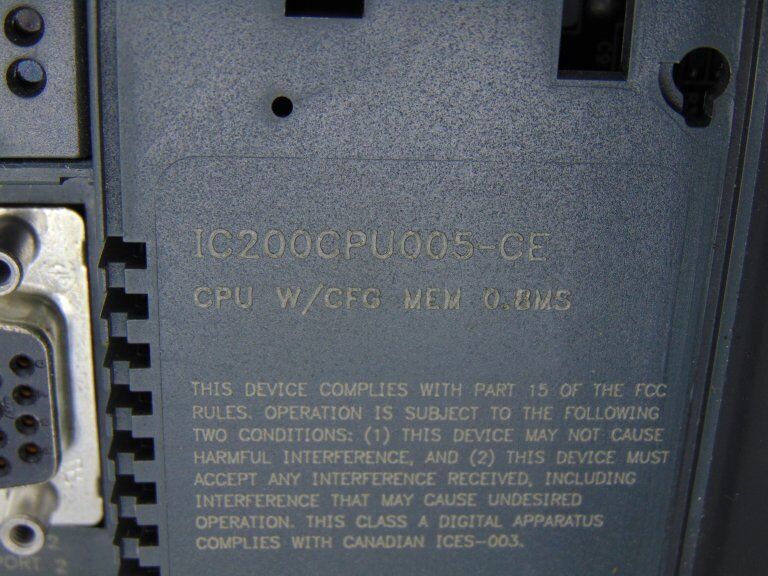 IC200CPU005-CE
CPU W/CFG MEM 0.8MS
THIS DEVICE COMPLIES WITH PART 15 OF THE FCC
RULES. OPERATION IS SUBJECT TO THE FOLLOWING
TWO CONDITIONS: (1) THIS DEVICE MAY NOT CAUSE
HARMFUL INTERFERENCE, AND (2) THIS DEVICE MUST
ACCEPT ANY INTERFERENCE RECEIVED, INCLUDING
INTERFERENCE THAT MAY CAUSE UNDESIRED
OPERATION. THIS CLASS A DIGITAL APPARATUS
COMPLIES WITH CANADIAN ICES-003.
PORT 2